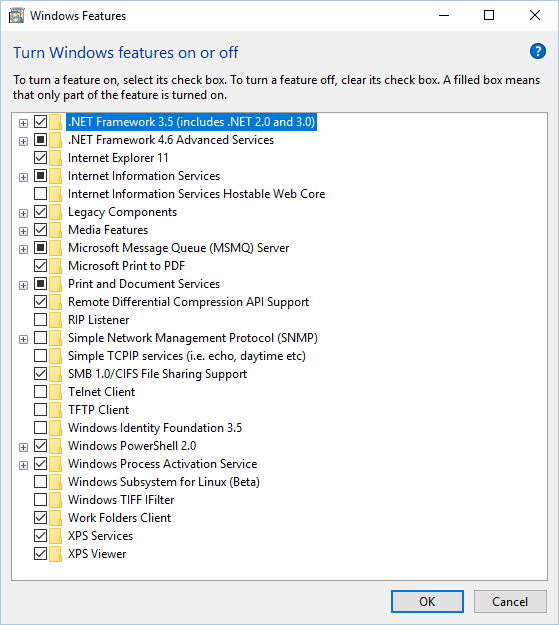 Windows Features
Turn Windows features on or off
?
To turn a feature on, select its check box. To turn a feature off, clear its check box. A filled box means
that only part of the feature is turned on.
.NET Framework 3.5 (includes .NET 2.0 and 3.0)
.NET Framework 4.6 Advanced Services
Internet Explorer 11
Internet Information Services
Internet Information Services Hostable Web Core
Legacy Components
Media Features
Microsoft Message Queue (MSMQ) Server
Microsoft Print to PDF
Print and Document Services
Remote Differential Compression API Support
RIP Listener
Simple Network Management Protocol (SNMP)
Simple TCPIP services (i.e. echo, daytime etc)
SMB 1.0/CIFS File Sharing Support
Telnet Client
TFTP Client
Windows Identity Foundation 3.5
Windows PowerShell 2.0
Windows Process Activation Service
Windows Subsystem for Linux (Beta)
Windows TIFF IFilter
Work Folders Client
XPS Services
XPS Viewer
OK
Cancel